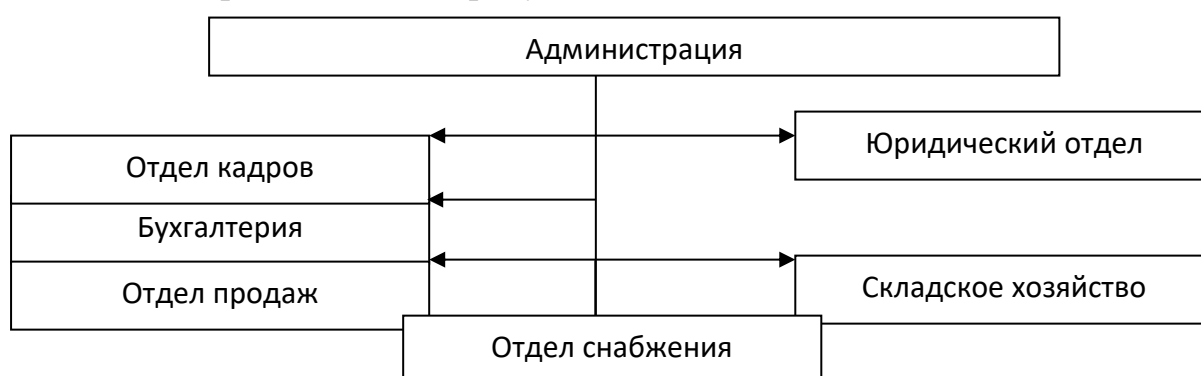 Администрация
Юридический отдел
Отдел кадров
Бухгалтерия
Отдел продаж
Складское хозяйство
Отдел снабжения